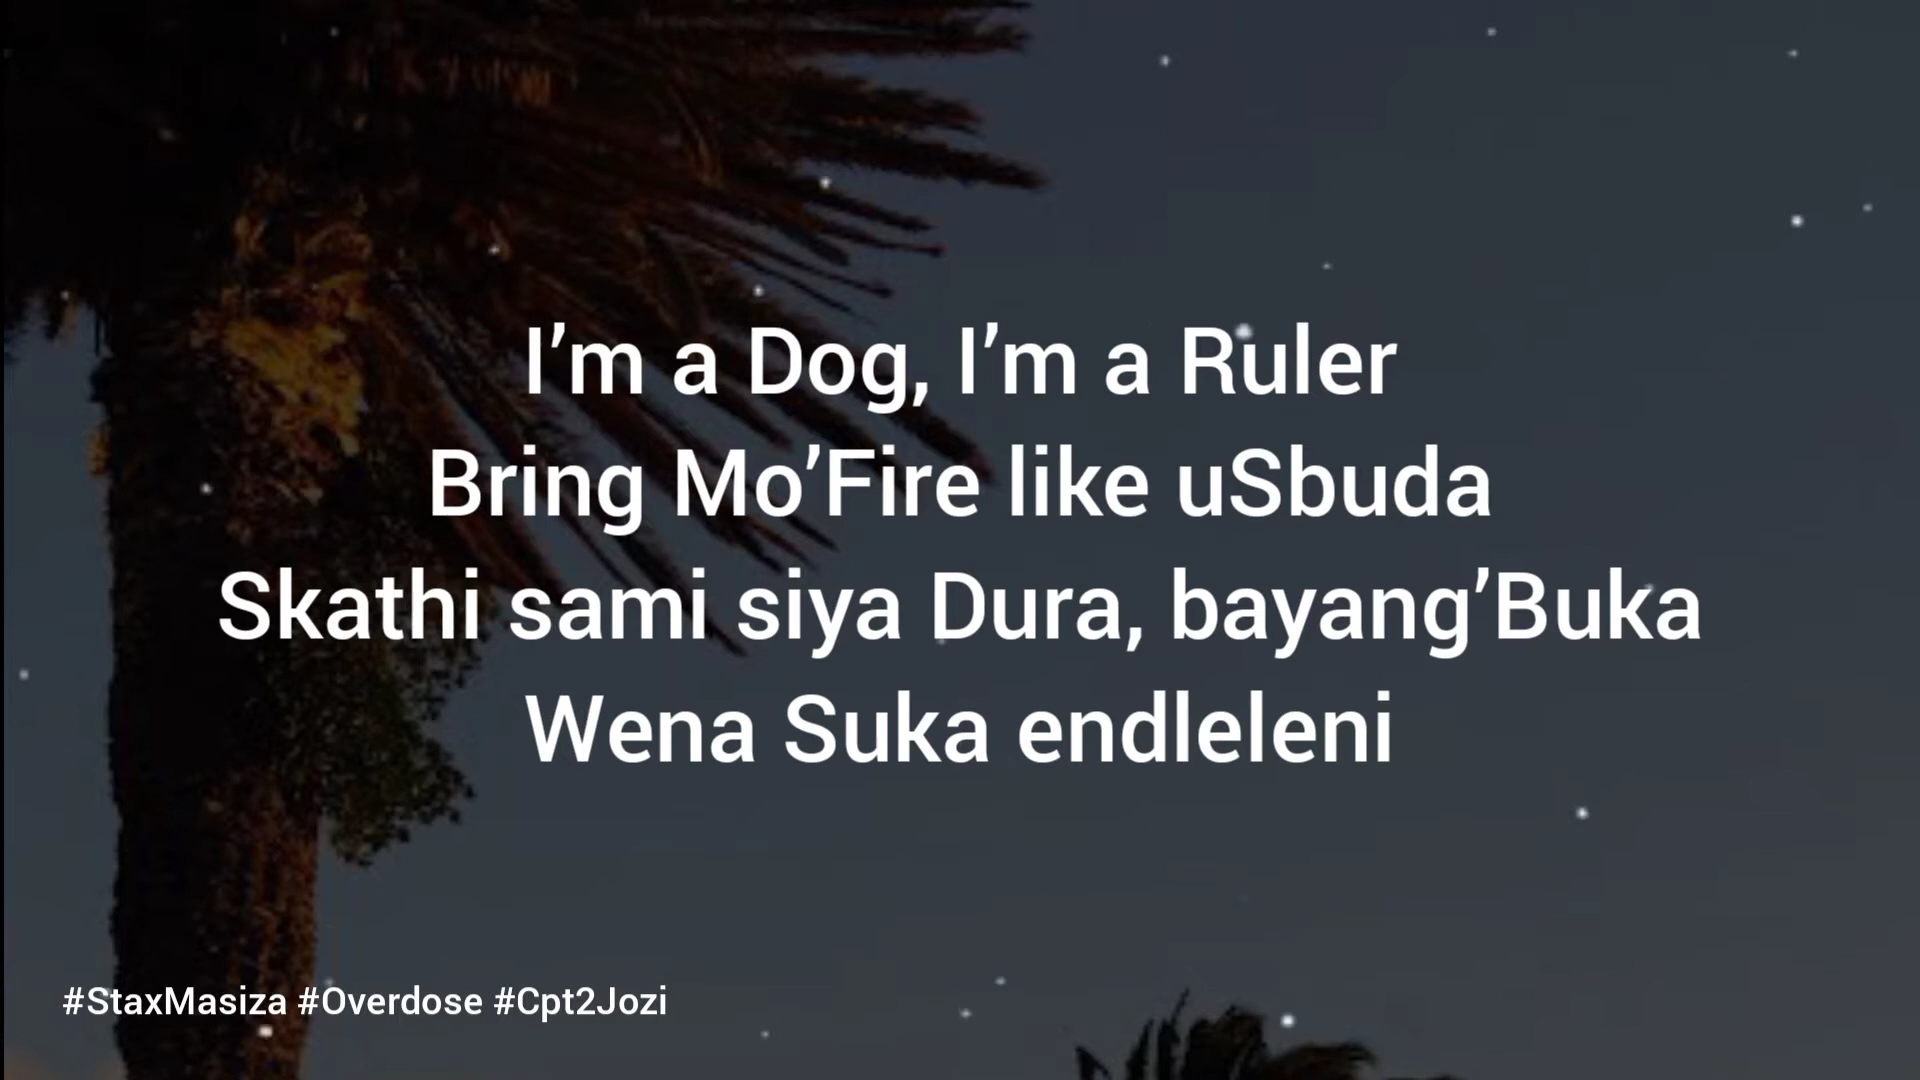 I’m a Dog, I’m a Ruler
Bring Mo’Fire like uSbuda
Skathi sami siya Dura, bayang’Buka
Wena Suka endleleni
#StaxMasiza #Overdose #Cpt2Jozi